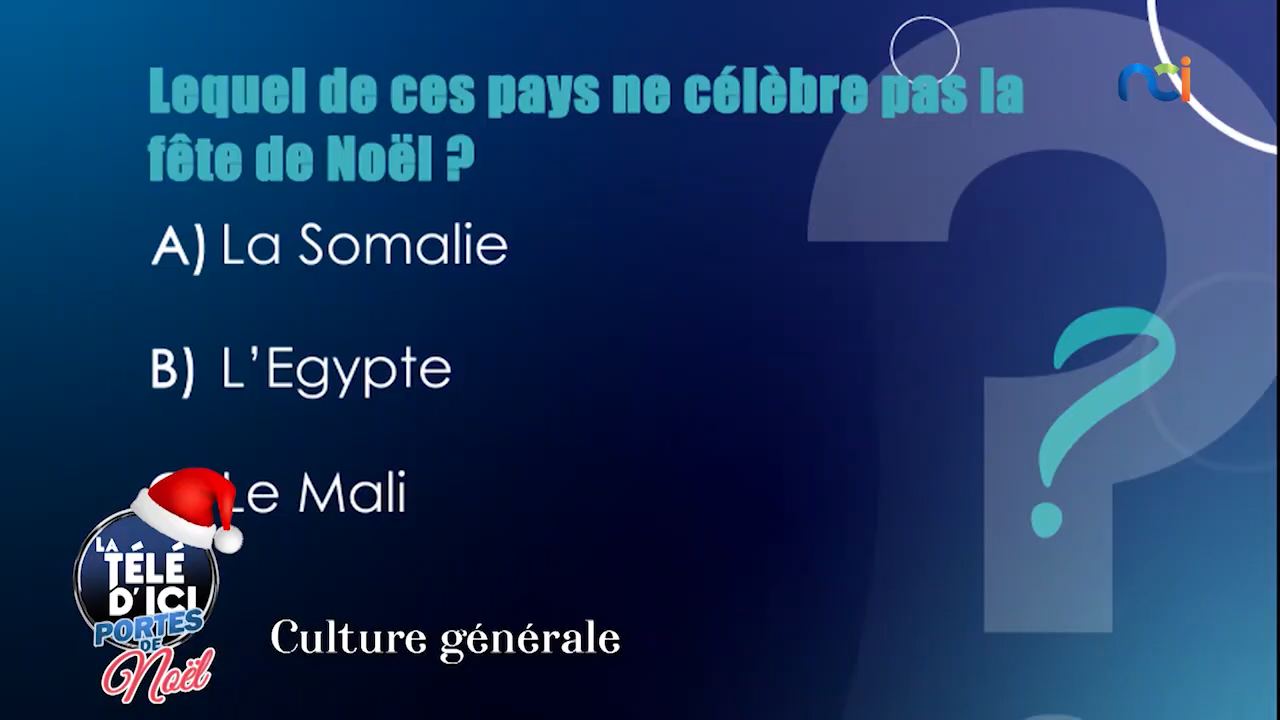 nci
Lequel de ces pays ne célèbre pas la
fête de Noël ?
A) La Somalie
B) L’Egypte
Le Mali
LA
TÉLÉ
D'ICI
PORTES
DE
Noël
Culture générale